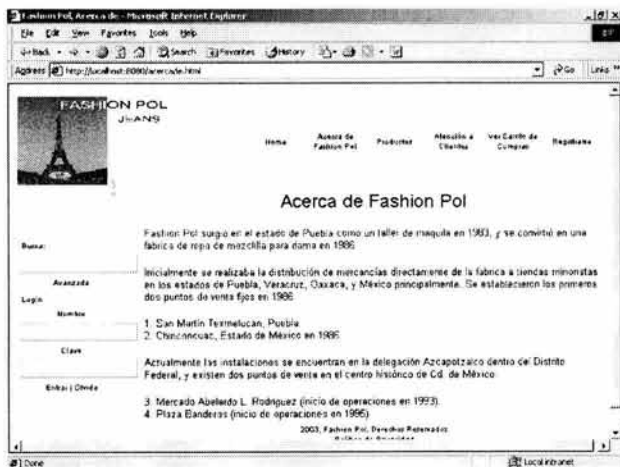 Fashion Pol, Acerca de - Microsoft Internet Explorer
File Edit View Favorites Tools Help
Back Search Favorites History
Address http://localhost:8080/acercade.html Go Links
FASHION POL
JEANS
Home Acerca de Fashion Pol Productos Atención a Clientes Ver Carrito de Compras Regístrese
Acerca de Fashion Pol
Fashion Pol surgió en el estado de Puebla como un taller de maquila en 1983, y se convirtió en una
fabrica de ropa de mezclilla para dama en 1986
Buscar
Inicialmente se realizaba la distribución de mercancías directamente de la fabrica a tiendas minoristas
en los estados de Puebla, Veracruz, Oaxaca, y México principalmente. Se establecieron los primeros
dos puntos de venta fijos en 1986
Avanzada
Login
Nombre
1. San Martín Texmelucan, Puebla
2. Chinconcuac, Estado de México en 1986
Clave
Actualmente las instalaciones se encuentran en la delegación Azcapotzalco dentro del Distrito
Federal, y existen dos puntos de venta en el centro histórico de Cd. de México
Entrar | Olvide
3. Mercado Abelardo L. Rodriguez (inicio de operaciones en 1993).
4. Plaza Banderas (inicio de operaciones en 1996)
2003, Fashion Pol, Derechos Reservados
Done Local intranet